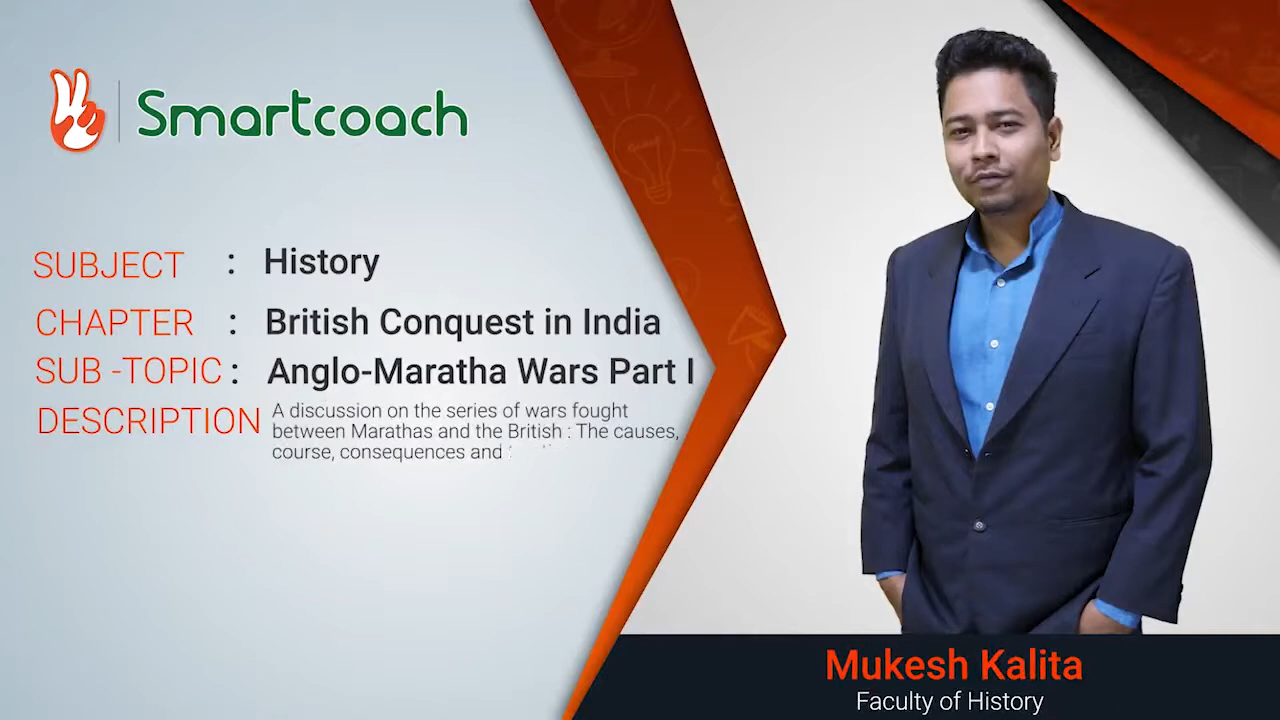 Smartcoach
SUBJECT : History
CHAPTER : British Conquest in India
SUB -TOPIC : Anglo-Maratha Wars Part I
DESCRIPTION
A discussion on the series of wars fought
between Marathas and the British : The causes,
course, consequences and
Mukesh Kalita
Faculty of History